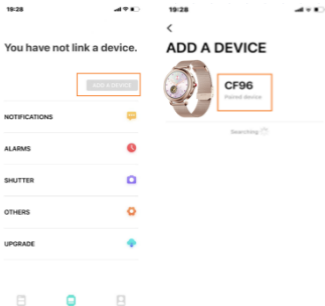 19:28
You have not link a device.
ADD A DEVICE
NOTIFICATIONS
ALARMS
SHUTTER
OTHERS
UPGRADE
19:28
ADD A DEVICE
CF96
Paired device
Searching